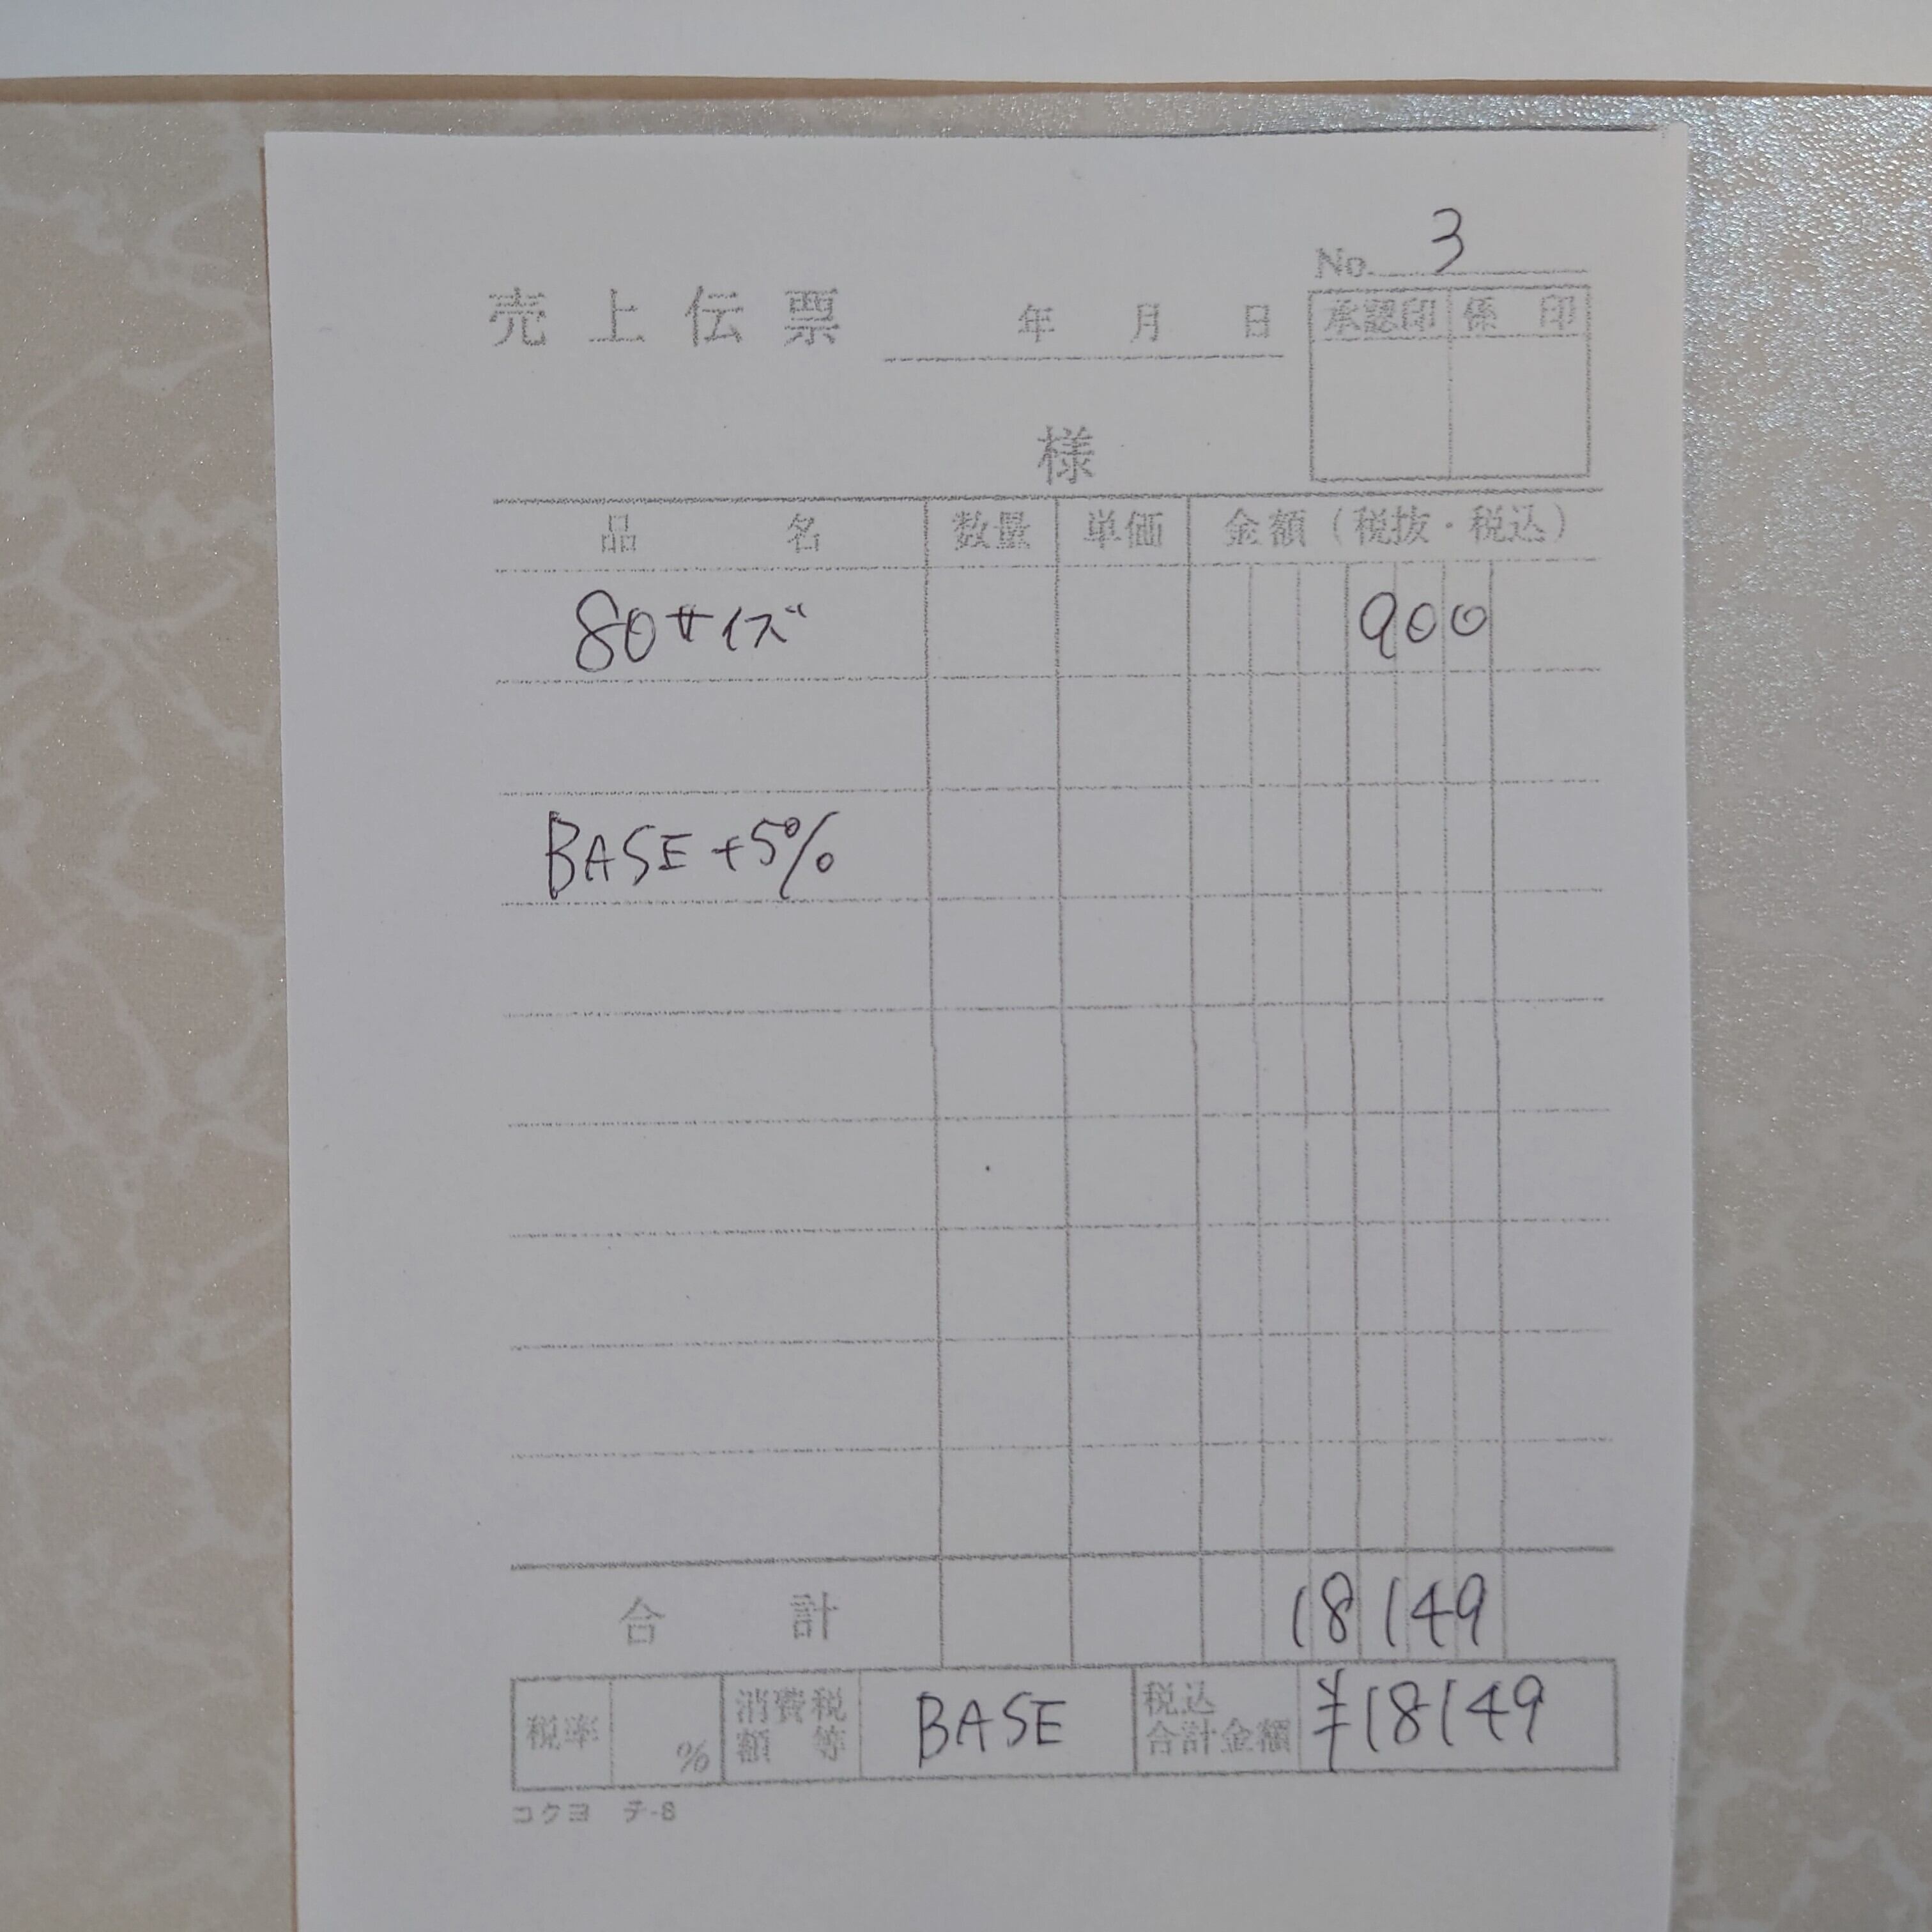 No. 3
売上伝票 年 月 日
承認印 係印
様
品名 数量 単価 金額（税抜・税込）
80サイズ 900
BASE +5%
合計 18149
税率 % 消費税額等 BASE 税込合計金額 ¥18149
コクヨ テ-8